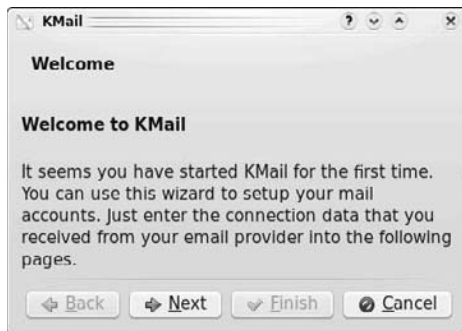 KMail
Welcome
Welcome to KMail
It seems you have started KMail for the first time.
You can use this wizard to setup your mail
accounts. Just enter the connection data that you
received from your email provider into the following
pages.
Back Next Finish Cancel